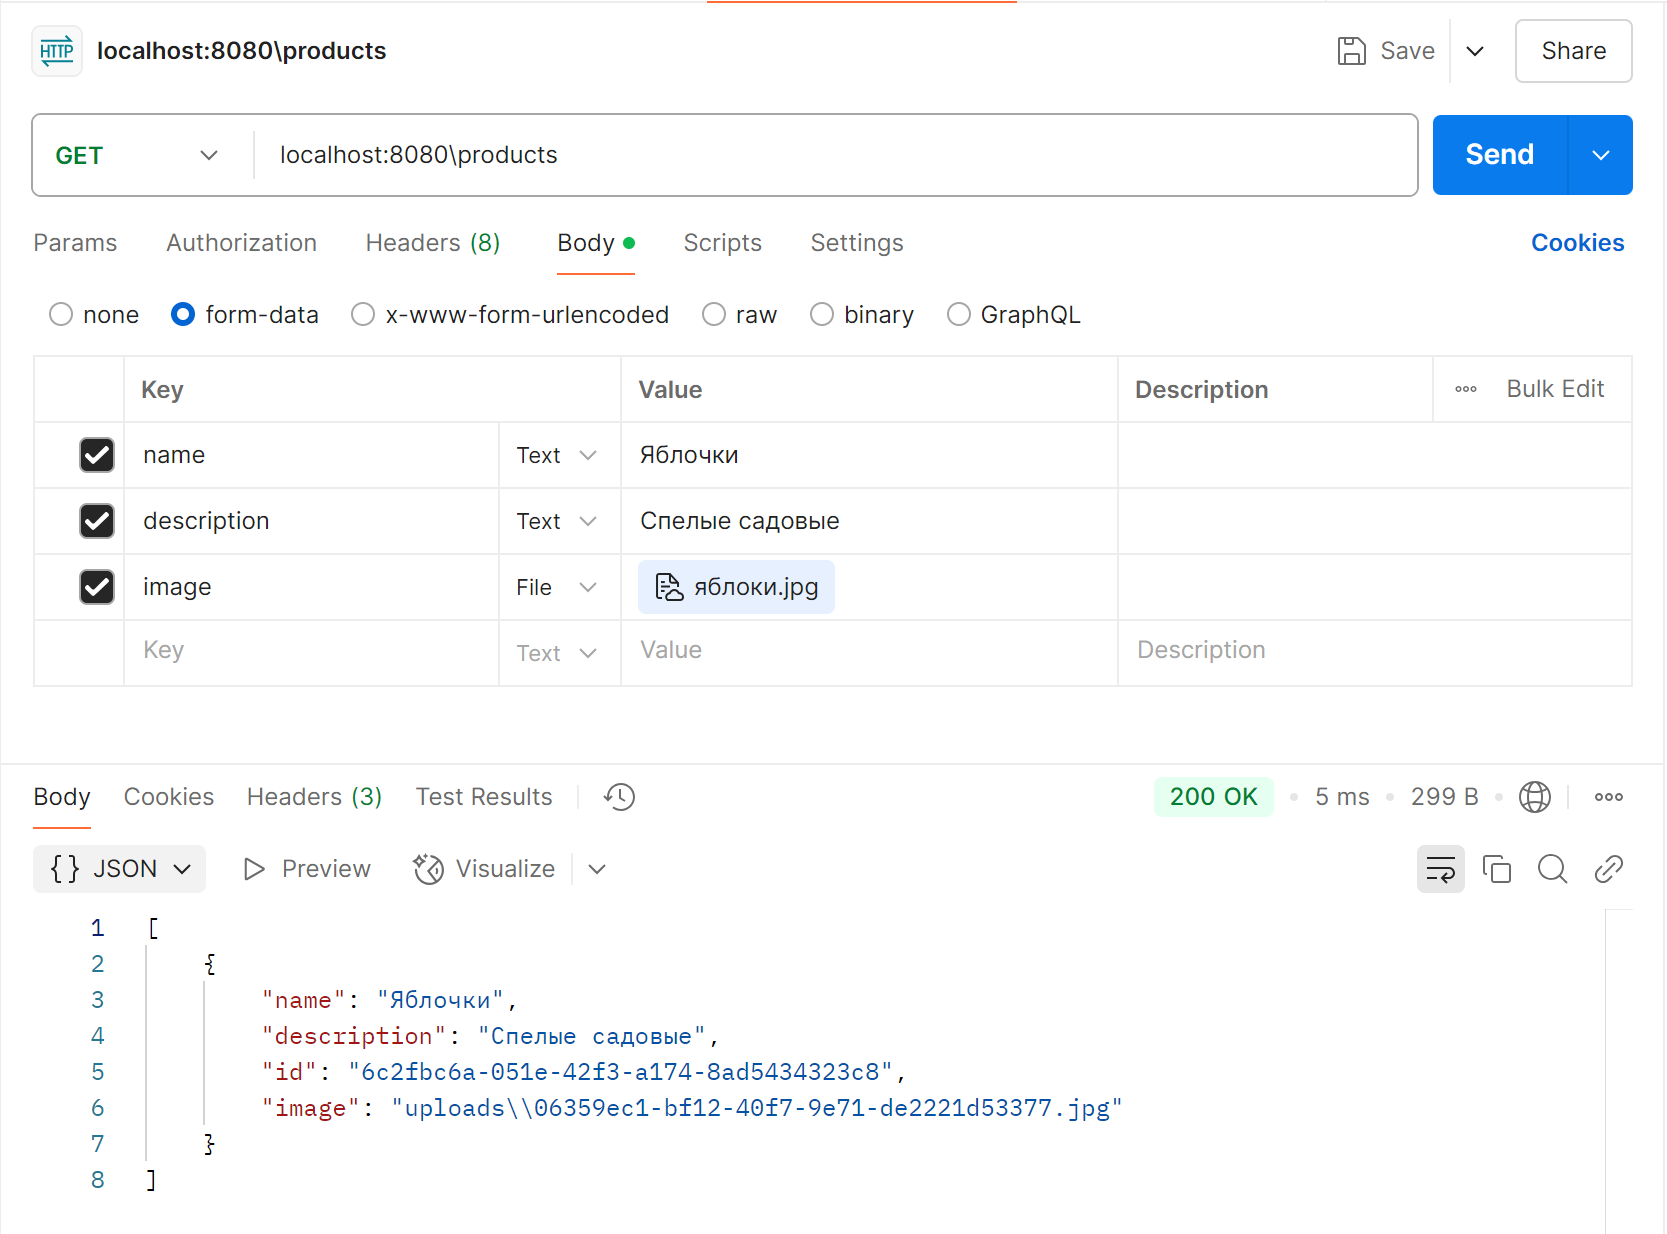 HTTP localhost:8080\products Save Share
GET localhost:8080\products Send
Params Authorization Headers (8) Body Scripts Settings Cookies
none form-data x-www-form-urlencoded raw binary GraphQL
Key Value Description Bulk Edit
name Text Яблочки
description Text Спелые садовые
image File яблоки.jpg
Key Text Value Description
Body Cookies Headers (3) Test Results 200 OK 5 ms 299 B
{} JSON Preview Visualize
1 [
2 {
3 "name": "Яблочки",
4 "description": "Спелые садовые",
5 "id": "6c2fbc6a-051e-42f3-a174-8ad5434323c8",
6 "image": "uploads\\06359ec1-bf12-40f7-9e71-de2221d53377.jpg"
7 }
8 ]